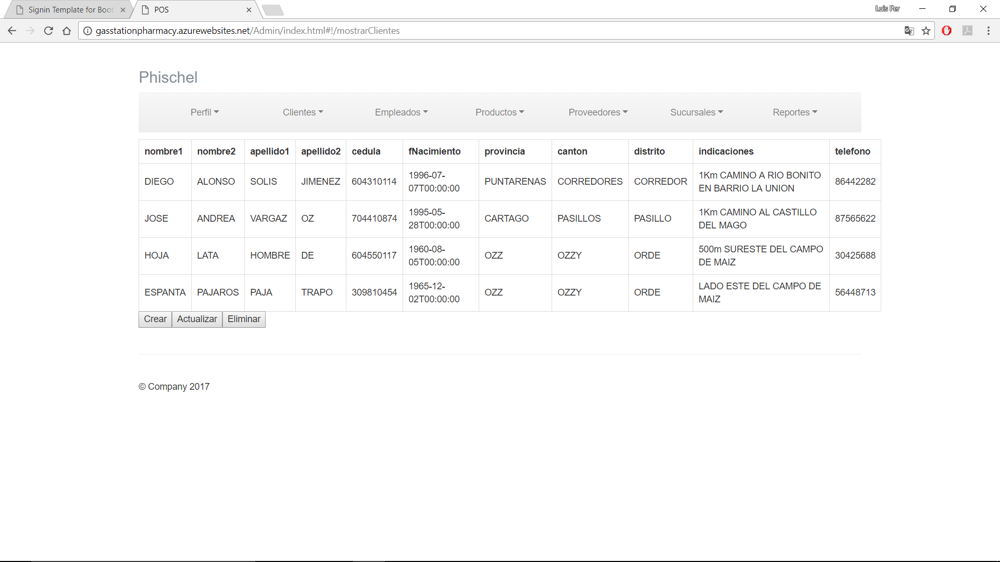 Signin Template for Boot
POS
Luis Fer
gasstationpharmacy.azurewebsites.net/Admin/index.html#!/mostrarClientes
Phischel
Perfil Clientes Empleados Productos Proveedores Sucursales Reportes
nombre1 nombre2 apellido1 apellido2 cedula fNacimiento provincia canton distrito indicaciones telefono
DIEGO ALONSO SOLIS JIMENEZ 604310114 1996-07-07T00:00:00 PUNTARENAS CORREDORES CORREDOR 1Km CAMINO A RIO BONITO EN BARRIO LA UNION 86442282
JOSE ANDREA VARGAZ OZ 704410874 1995-05-28T00:00:00 CARTAGO PASILLOS PASILLO 1Km CAMINO AL CASTILLO DEL MAGO 87565622
HOJA LATA HOMBRE DE 604550117 1960-08-05T00:00:00 OZZ OZZY ORDE 500m SURESTE DEL CAMPO DE MAIZ 30425688
ESPANTA PAJAROS PAJA TRAPO 309810454 1965-12-02T00:00:00 OZZ OZZY ORDE LADO ESTE DEL CAMPO DE MAIZ 56448713
Crear Actualizar Eliminar
© Company 2017